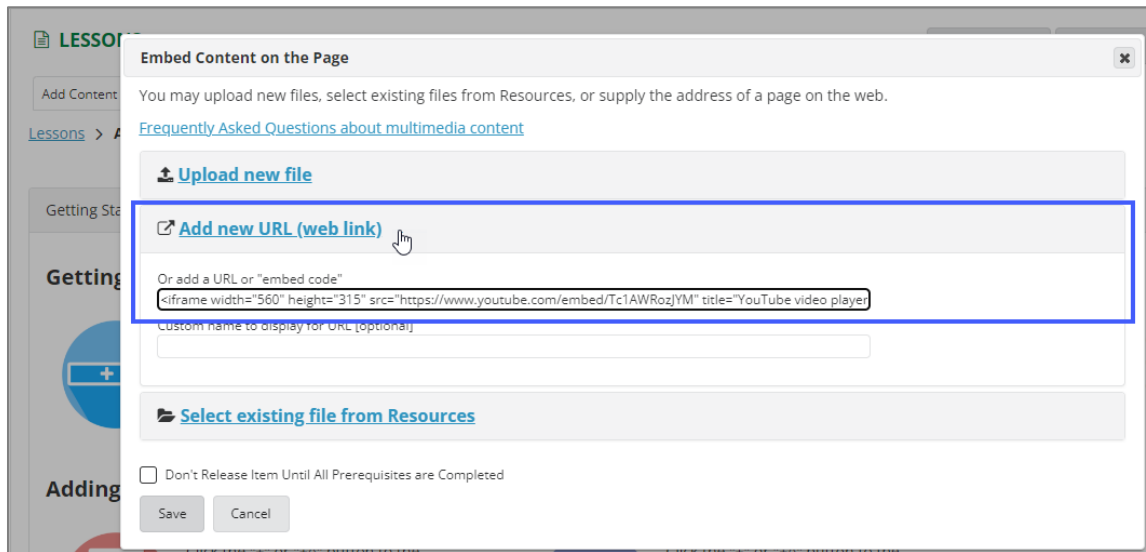 LESSONS
Embed Content on the Page
Add Content
You may upload new files, select existing files from Resources, or supply the address of a page on the web.
Lessons >
Frequently Asked Questions about multimedia content
Upload new file
Getting Sta
Add new URL (web link)
Getting
Or add a URL or "embed code"
<iframe width="560" height="315" src="https://www.youtube.com/embed/Tc1AWRozJYM" title="YouTube video player
Custom name to display for URL [optional]
Select existing file from Resources
Don't Release Item Until All Prerequisites are Completed
Adding
Save
Cancel